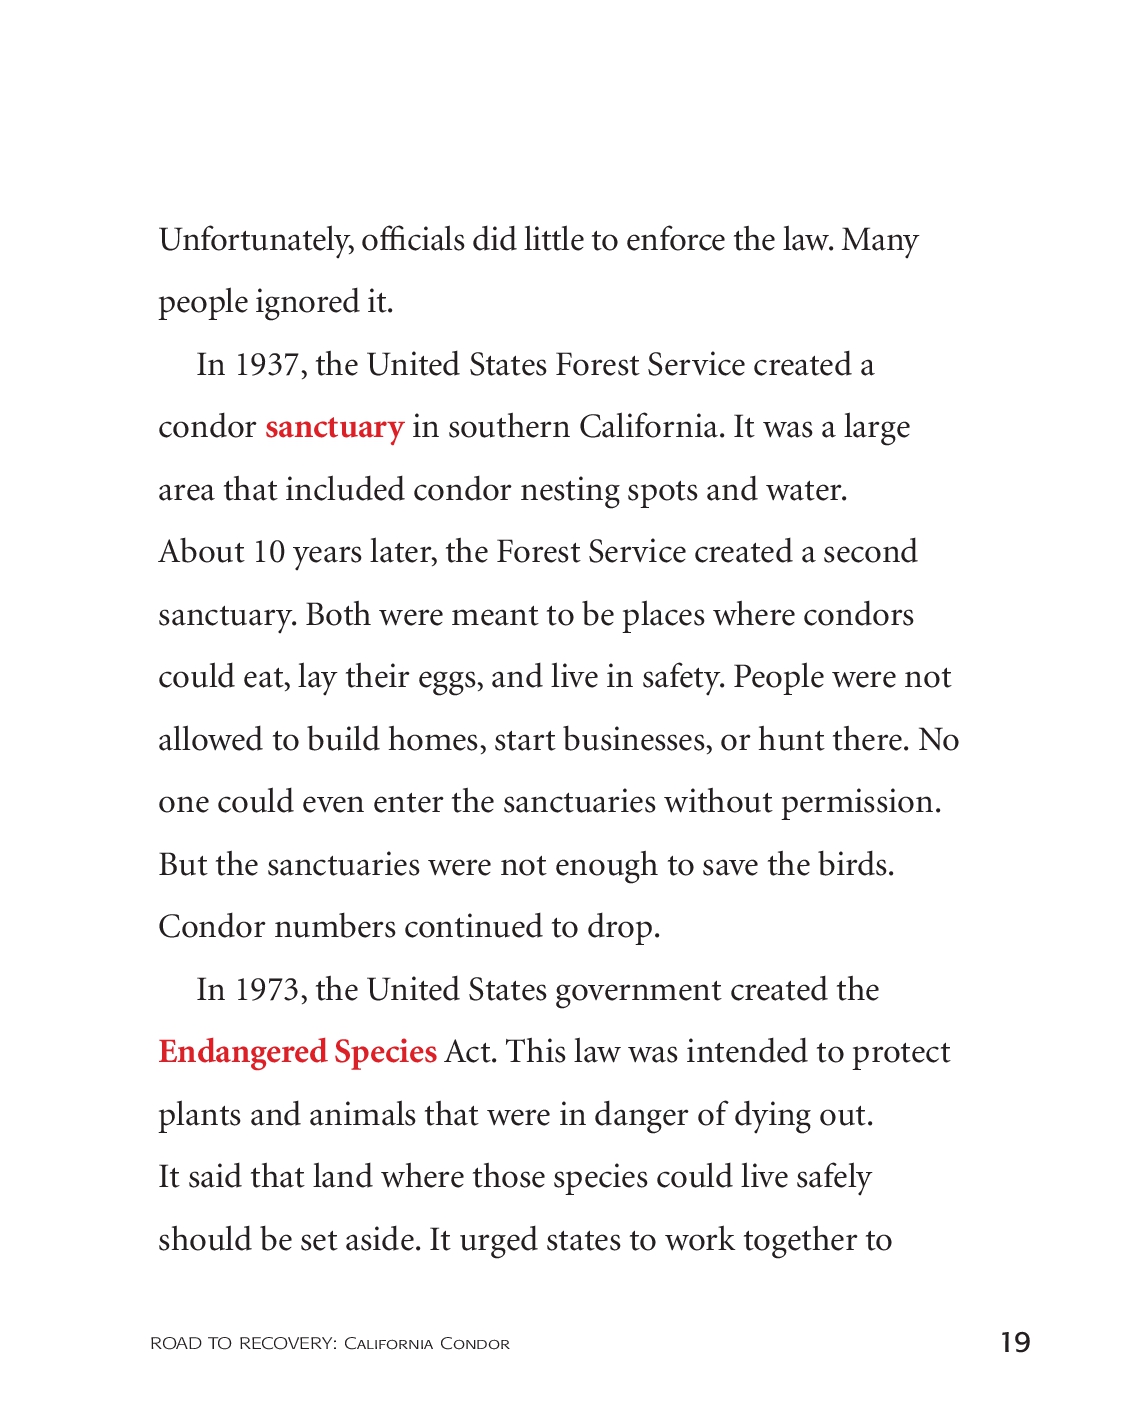 Unfortunately, officials did little to enforce the law. Many
people ignored it.
In 1937, the United States Forest Service created a
condor sanctuary in southern California. It was a large
area that included condor nesting spots and water.
About 10 years later, the Forest Service created a second
sanctuary. Both were meant to be places where condors
could eat, lay their eggs, and live in safety. People were not
allowed to build homes, start businesses, or hunt there. No
one could even enter the sanctuaries without permission.
But the sanctuaries were not enough to save the birds.
Condor numbers continued to drop.
In 1973, the United States government created the
Endangered Species Act. This law was intended to protect
plants and animals that were in danger of dying out.
It said that land where those species could live safely
should be set aside. It urged states to work together to
ROAD TO RECOVERY: California Condor 19